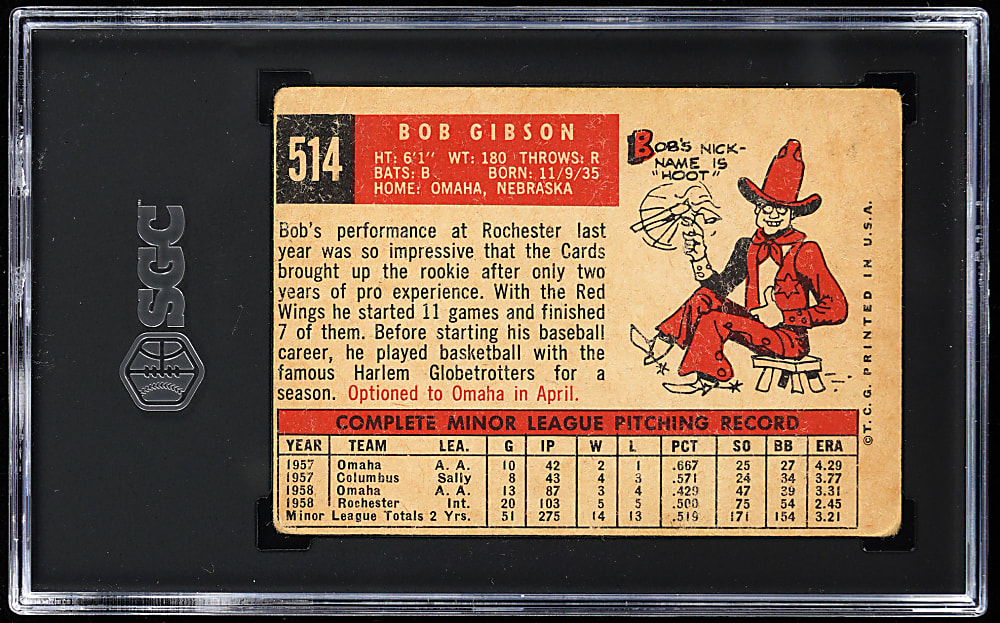 SGC
514
BOB GIBSON
HT: 6'1" WT: 180 THROWS: R
BATS: B BORN: 11/9/35
HOME: OMAHA, NEBRASKA
BOB'S NICK-
NAME IS
"HOOT"
Bob's performance at Rochester last
year was so impressive that the Cards
brought up the rookie after only two
years of pro experience. With the Red
Wings he started 11 games and finished
7 of them. Before starting his baseball
career, he played basketball with the
famous Harlem Globetrotters for a
season. Optioned to Omaha in April.
COMPLETE MINOR LEAGUE PITCHING RECORD
YEAR TEAM LEA. G IP W L PCT SO BB ERA
1957 Omaha A. A. 10 42 2 1 .667 25 27 4.29
1957 Columbus Sally 8 43 4 3 .571 24 34 3.77
1958 Omaha A. A. 13 87 3 4 .429 47 39 3.31
1958 Rochester Int. 20 103 5 5 .500 75 54 2.45
Minor League Totals 2 Yrs. 51 275 14 13 .519 171 154 3.21
©T.C.G. PRINTED IN U.S.A.